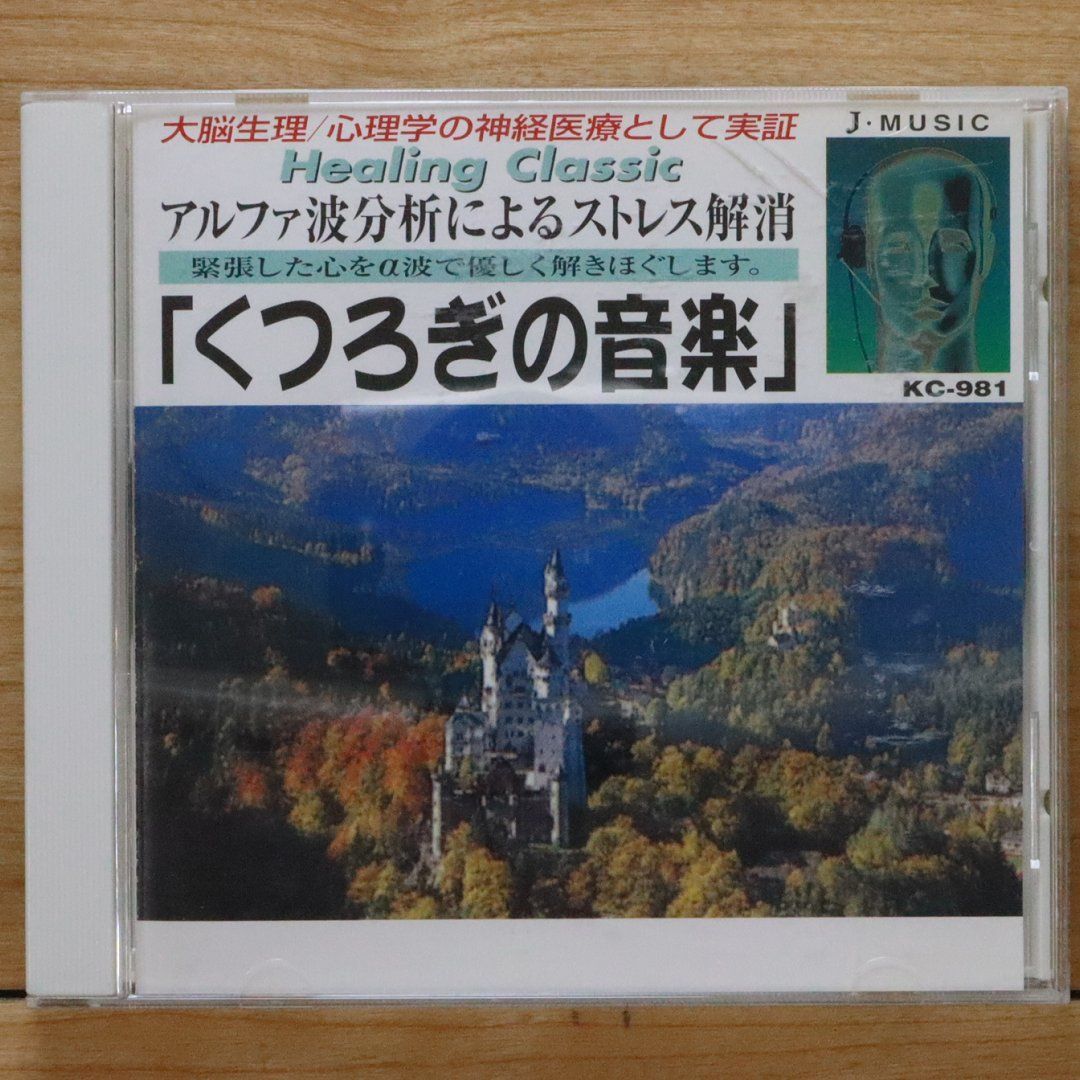 大脳生理/心理学の神経医療として実証
Healing Classic
アルファ波分析によるストレス解消
緊張した心をα波で優しく解きほぐします。
「くつろぎの音楽」
J・MUSIC
KC-981